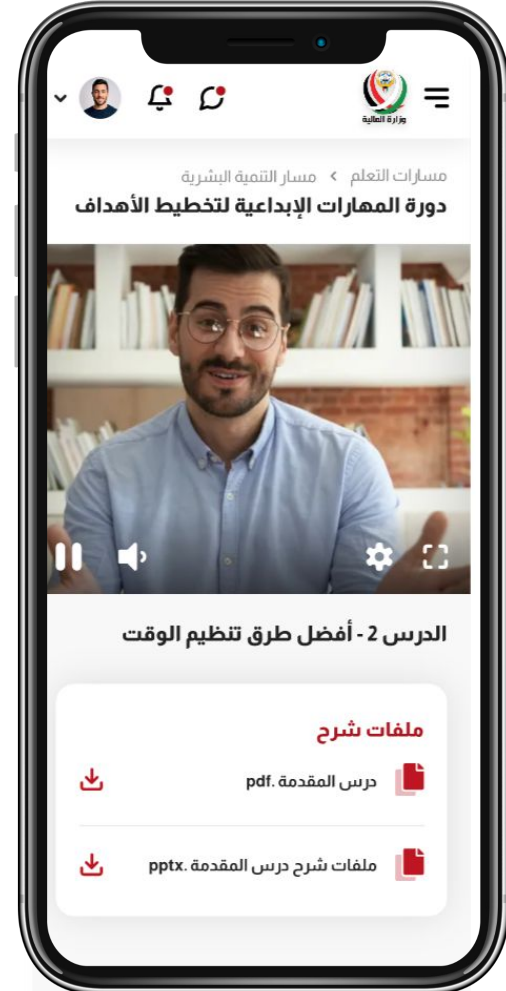 وزارة المالية
مسارات التعلم > مسار التنمية البشرية
دورة المهارات الإبداعية لتخطيط الأهداف
الدرس 2 - أفضل طرق تنظيم الوقت
ملفات شرح
درس المقدمة .pdf
ملفات شرح درس المقدمة .pptx